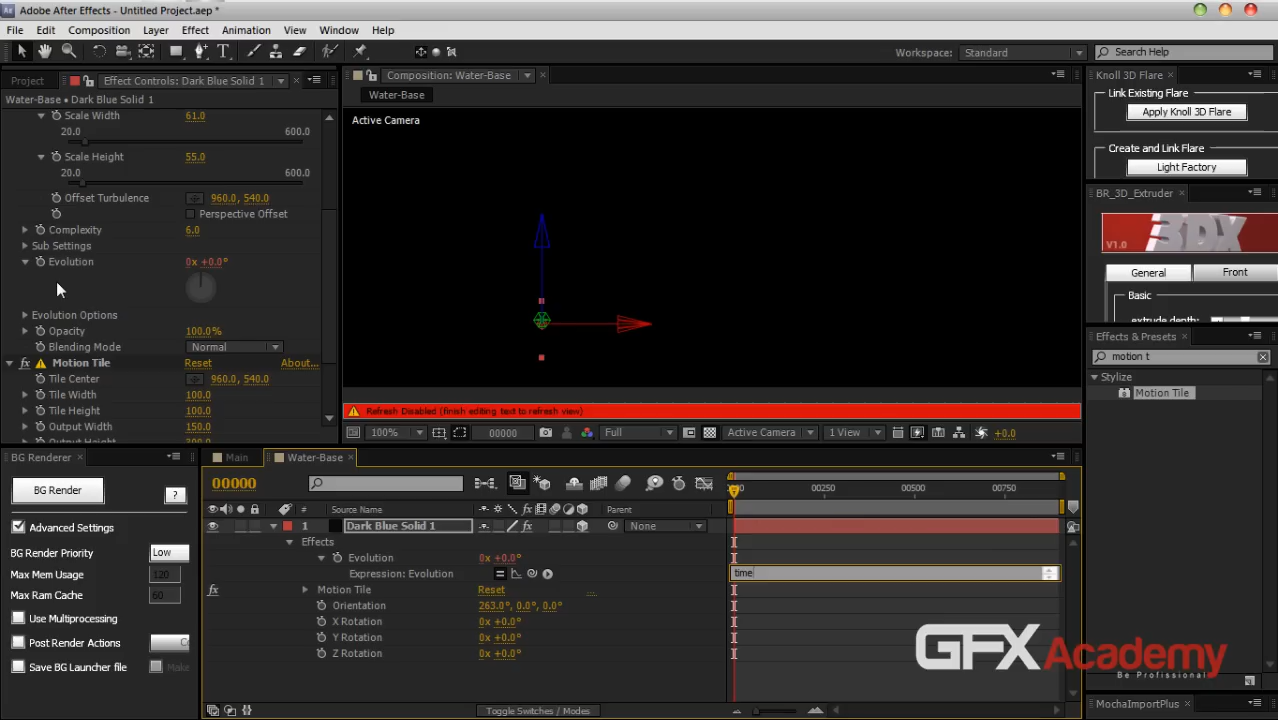 Adobe After Effects - Untitled Project.aep *
File Edit Composition Layer Effect Animation View Window Help
Workspace: Standard Search Help
Project Effect Controls: Dark Blue Solid 1
Water-Base • Dark Blue Solid 1
Scale Width 61.0
20.0 600.0
Scale Height 55.0
20.0 600.0
Offset Turbulence 960.0, 540.0
Perspective Offset
Complexity 6.0
Sub Settings
Evolution 0x +0.0°
Evolution Options
Opacity 100.0%
Blending Mode Normal
fx Motion Tile Reset About...
Tile Center 960.0, 540.0
Tile Width 100.0
Tile Height 100.0
Output Width 150.0
Output Height 300.0
Composition: Water-Base
Water-Base
Active Camera
Refresh Disabled (finish editing text to refresh view)
100% 00000 Full Active Camera 1 View +0.0
Knoll 3D Flare
Link Existing Flare
Apply Knoll 3D Flare
Create and Link Flare
Light Factory
BR_3D_Extruder
V1.0 3DX
General Front
Basic
extrude depth:
Effects & Presets
motion t
Stylize
Motion Tile
MochaImportPlus
BG Renderer
BG Render ?
Advanced Settings
BG Render Priority Low
Max Mem Usage 120
Max Ram Cache 60
Use Multiprocessing
Post Render Actions
Save BG Launcher file Make
Main Water-Base
00000 00250 00500 00750
# Source Name Parent
1 Dark Blue Solid 1 None
Effects
Evolution 0x +0.0°
Expression: Evolution time
fx Motion Tile Reset ...
Orientation 263.0°, 0.0°, 0.0°
X Rotation 0x +0.0°
Y Rotation 0x +0.0°
Z Rotation 0x +0.0°
Toggle Switches / Modes
GFXAcademy
Be Profissional